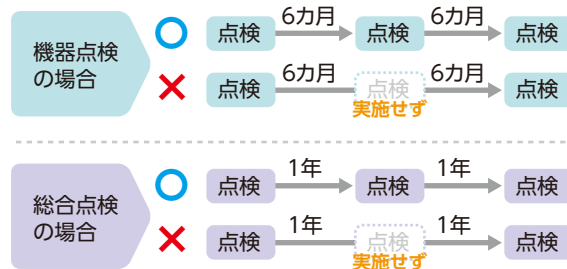 機器点検
の場合
6カ月 6カ月
点検 点検 点検
6カ月 6カ月
点検 点検 点検
実施せず
総合点検
の場合
1年 1年
点検 点検 点検
1年 1年
点検 点検 点検
実施せず